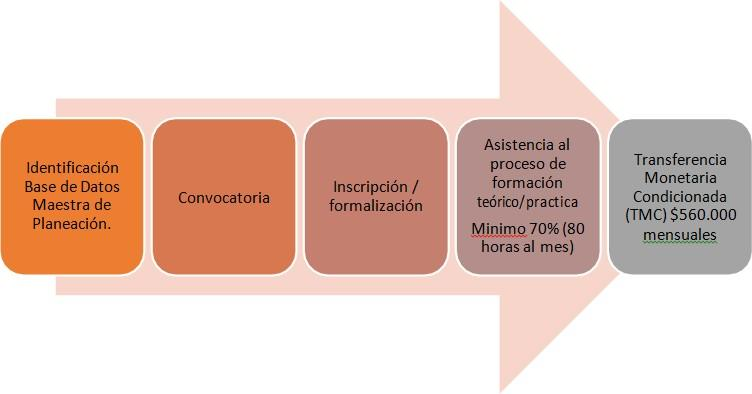 Identificación
Base de Datos
Maestra de
Planeación.
Convocatoria
Inscripción /
formalización
Asistencia al
proceso de
formación
teórico/practica
Minimo 70% (80
horas al mes)
Transferencia
Monetaria
Condicionada
(TMC) $560.000
mensuales